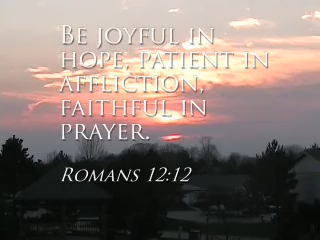 Be joyful in
hope, patient in
affliction,
faithful in
prayer.
Romans 12:12